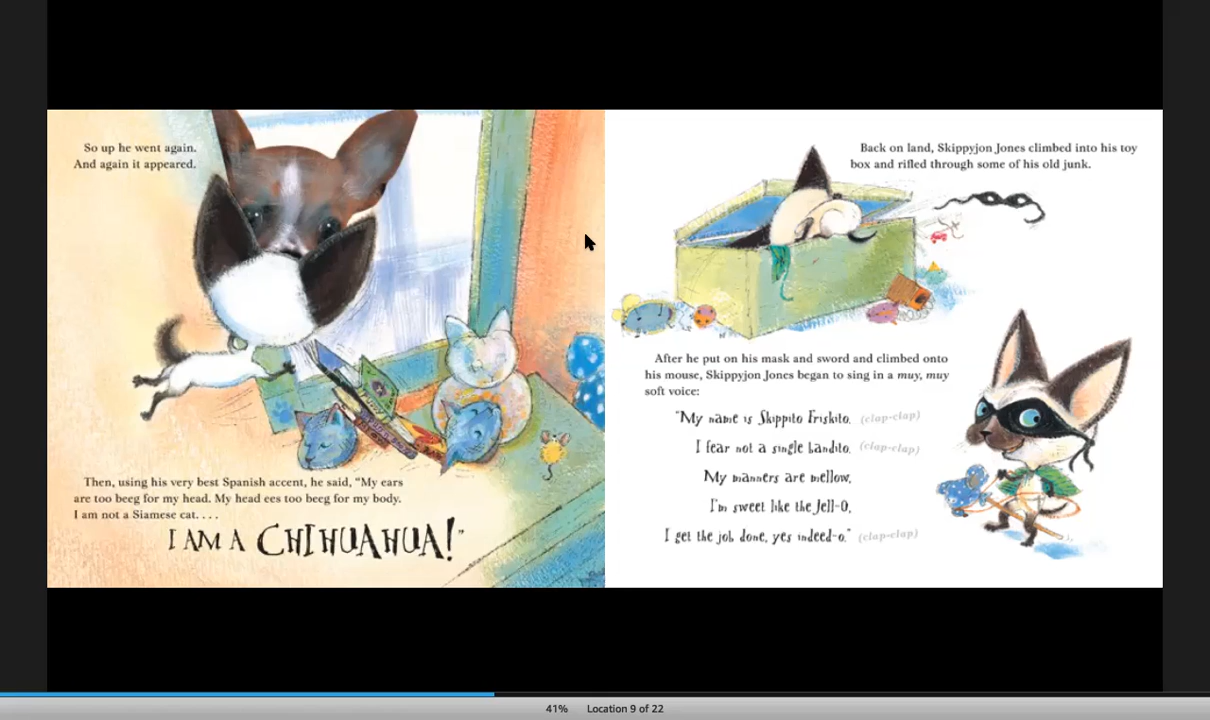 So up he went again.
And again it appeared.
Then, using his very best Spanish accent, he said, "My ears
are too beeg for my head. My head ees too beeg for my body.
I am not a Siamese cat. . . .
I AM A CHIHUAHUA!"
Back on land, Skippyjon Jones climbed into his toy
box and rifled through some of his old junk.
After he put on his mask and sword and climbed onto
his mouse, Skippyjon Jones began to sing in a muy, muy
soft voice:
"My name is Skippito Friskito, (clap-clap)
I fear not a single bandito, (clap-clap)
My manners are mellow,
I'm sweet like the Jell-O,
I get the job done, yes indeed-o." (clap-clap)
41% Location 9 of 22